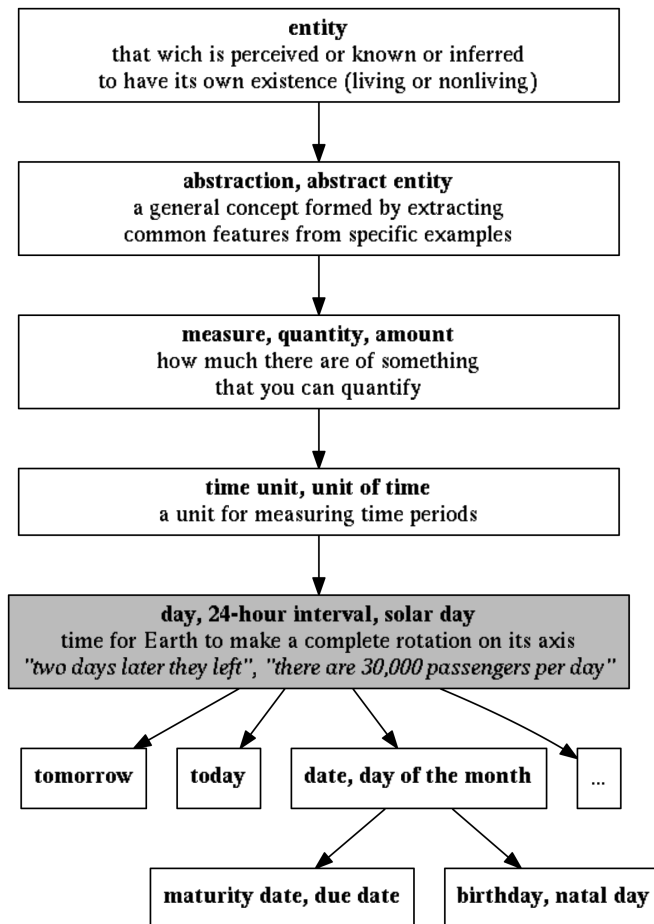 entity
that wich is perceived or known or inferred
to have its own existence (living or nonliving)
abstraction, abstract entity
a general concept formed by extracting
common features from specific examples
measure, quantity, amount
how much there are of something
that you can quantify
time unit, unit of time
a unit for measuring time periods
day, 24-hour interval, solar day
time for Earth to make a complete rotation on its axis
"two days later they left", "there are 30,000 passengers per day"
tomorrow
today
date, day of the month
...
maturity date, due date
birthday, natal day